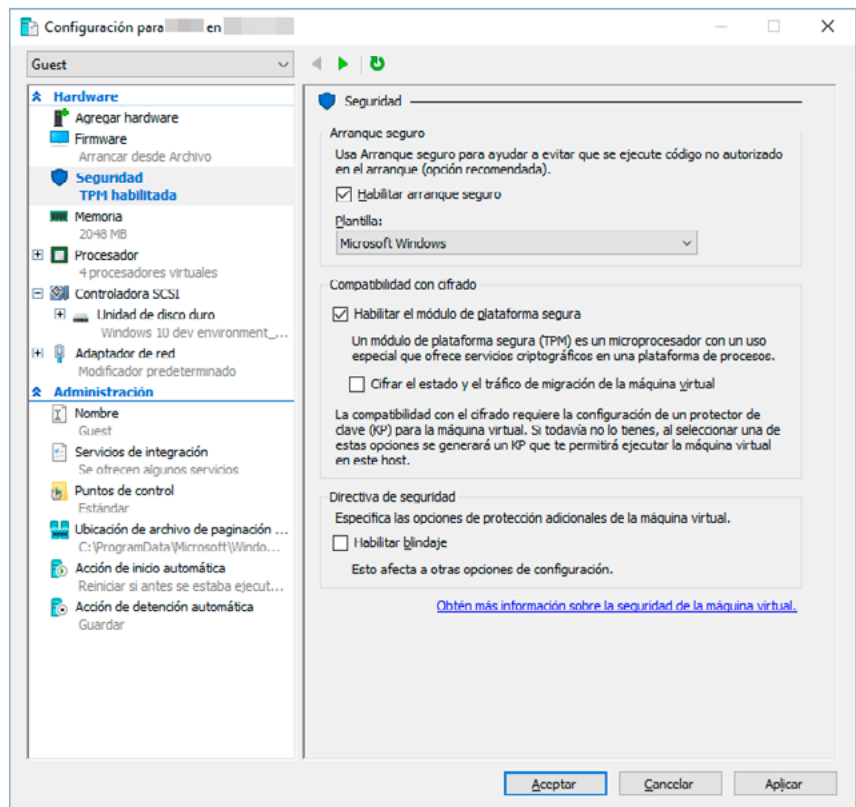 Configuración para en
Guest
Hardware
Agregar hardware
Firmware
Arrancar desde Archivo
Seguridad
TPM habilitada
Memoria
2048 MB
Procesador
4 procesadores virtuales
Controladora SCSI
Unidad de disco duro
Windows 10 dev environment_...
Adaptador de red
Modificador predeterminado
Administración
Nombre
Guest
Servicios de integración
Se ofrecen algunos servicios
Puntos de control
Estándar
Ubicación de archivo de paginación ...
C:\ProgramData\Microsoft\Windo...
Acción de inicio automática
Reiniciar si antes se estaba ejecut...
Acción de detención automática
Guardar
Seguridad
Arranque seguro
Usa Arranque seguro para ayudar a evitar que se ejecute código no autorizado
en el arranque (opción recomendada).
Habilitar arranque seguro
Plantilla:
Microsoft Windows
Compatibilidad con cifrado
Habilitar el módulo de plataforma segura
Un módulo de plataforma segura (TPM) es un microprocesador con un uso
especial que ofrece servicios criptográficos en una plataforma de procesos.
Cifrar el estado y el tráfico de migración de la máquina virtual
La compatibilidad con el cifrado requiere la configuración de un protector de
clave (KP) para la máquina virtual. Si todavía no lo tienes, al seleccionar una de
estas opciones se generará un KP que te permitirá ejecutar la máquina virtual
en este host.
Directiva de seguridad
Especifica las opciones de protección adicionales de la máquina virtual.
Habilitar blindaje
Esto afecta a otras opciones de configuración.
Obtén más información sobre la seguridad de la máquina virtual.
Aceptar
Cancelar
Aplicar